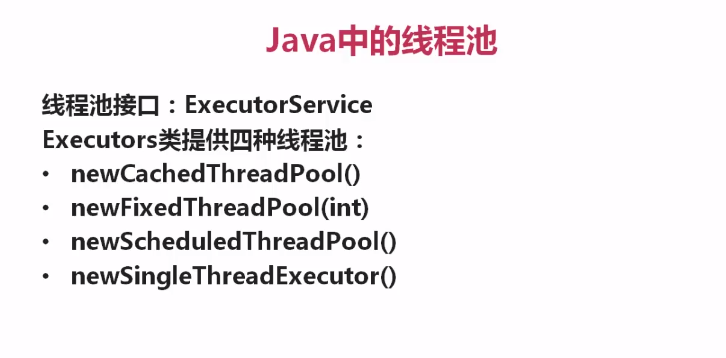 Java中的线程池
线程池接口：ExecutorService
Executors类提供四种线程池：
• newCachedThreadPool()
• newFixedThreadPool(int)
• newScheduledThreadPool()
• newSingleThreadExecutor()